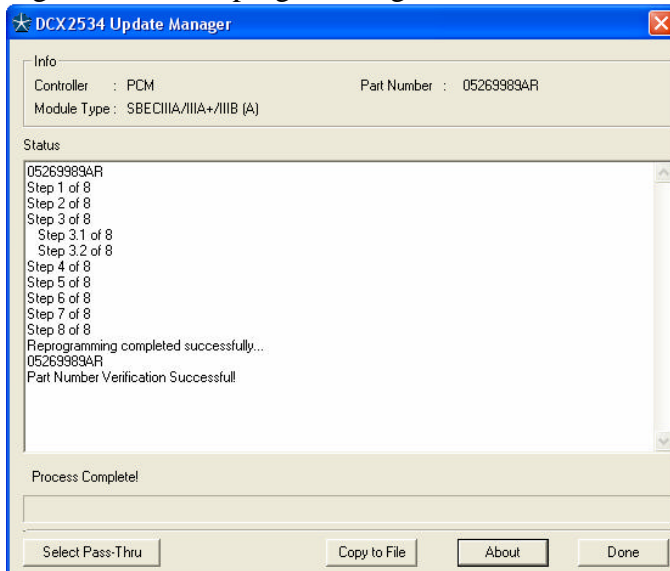 DCX2534 Update Manager
Info
Controller : PCM Part Number : 05269989AR
Module Type : SBECIIIA/IIIA+/IIIB (A)
Status
05269989AR
Step 1 of 8
Step 2 of 8
Step 3 of 8
Step 3.1 of 8
Step 3.2 of 8
Step 4 of 8
Step 5 of 8
Step 6 of 8
Step 7 of 8
Step 8 of 8
Reprogramming completed successfully...
05269989AR
Part Number Verification Successful!
Process Complete!
Select Pass-Thru Copy to File About Done